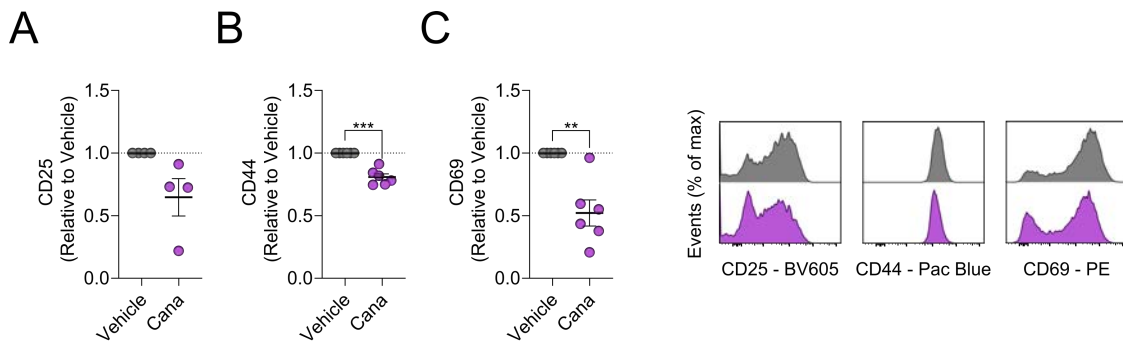 A
CD25
(Relative to Vehicle)
1.5
1.0
0.5
0.0
Vehicle
Cana
B
CD44
(Relative to Vehicle)
1.5
1.0
0.5
0.0
***
Vehicle
Cana
C
CD69
(Relative to Vehicle)
1.5
1.0
0.5
0.0
**
Vehicle
Cana
Events (% of max)
CD25 - BV605
CD44 - Pac Blue
CD69 - PE